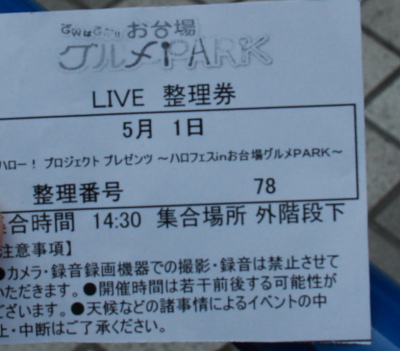 お台場
グルメPARK
LIVE 整理券
5月 1日
ハロー！ プロジェクト プレゼンツ ～ハロフェスinお台場グルメPARK～
整理番号 78
集合時間 14:30 集合場所 外階段下
注意事項】
●カメラ・録音録画機器での撮影・録音は禁止させて
いただきます。●開催時間は若干前後する可能性が
ございます。●天候などの諸事情によるイベントの中
止・中断はご了承ください。